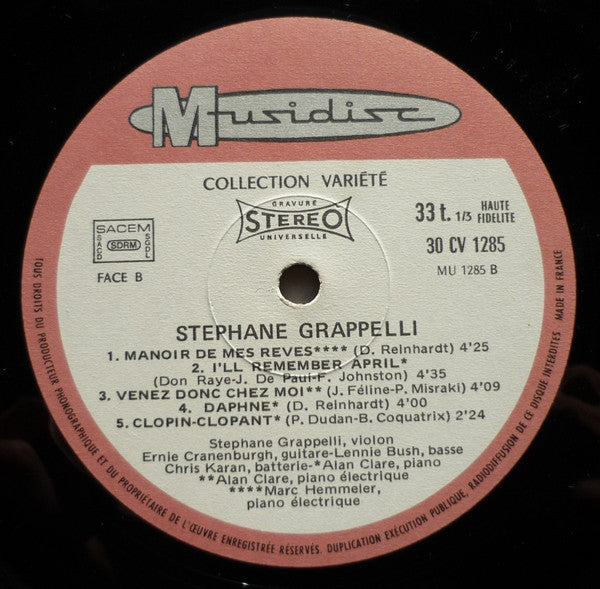 Musidisc
COLLECTION VARIÉTÉ
GRAVURE
STEREO
UNIVERSELLE
33 t. 1/3 HAUTE FIDELITE
30 CV 1285
MU 1285 B
SACEM
SACD SDRM SGDL
FACE B
STEPHANE GRAPPELLI
1. MANOIR DE MES REVES**** (D. Reinhardt) 4'25
2. I'LL REMEMBER APRIL*
(Don Raye-J. De Paul-F. Johnston) 4'35
3. VENEZ DONC CHEZ MOI** (J. Féline-P. Misraki) 4'09
4. DAPHNE* (D. Reinhardt) 4'00
5. CLOPIN-CLOPANT* (P. Dudan-B. Coquatrix) 2'24
Stephane Grappelli, violon
Ernie Cranenburgh, guitare-Lennie Bush, basse
Chris Karan, batterie-*Alan Clare, piano
**Alan Clare, piano électrique
****Marc Hemmeler,
piano électrique
TOUS DROITS DU PRODUCTEUR PHONOGRAPHIQUE ET DU PROPRIÉTAIRE DE L'ŒUVRE ENREGISTRÉE RÉSERVÉS. DUPLICATION EXÉCUTION PUBLIQUE, RADIODIFFUSION DE CE DISQUE INTERDITES MADE IN FRANCE